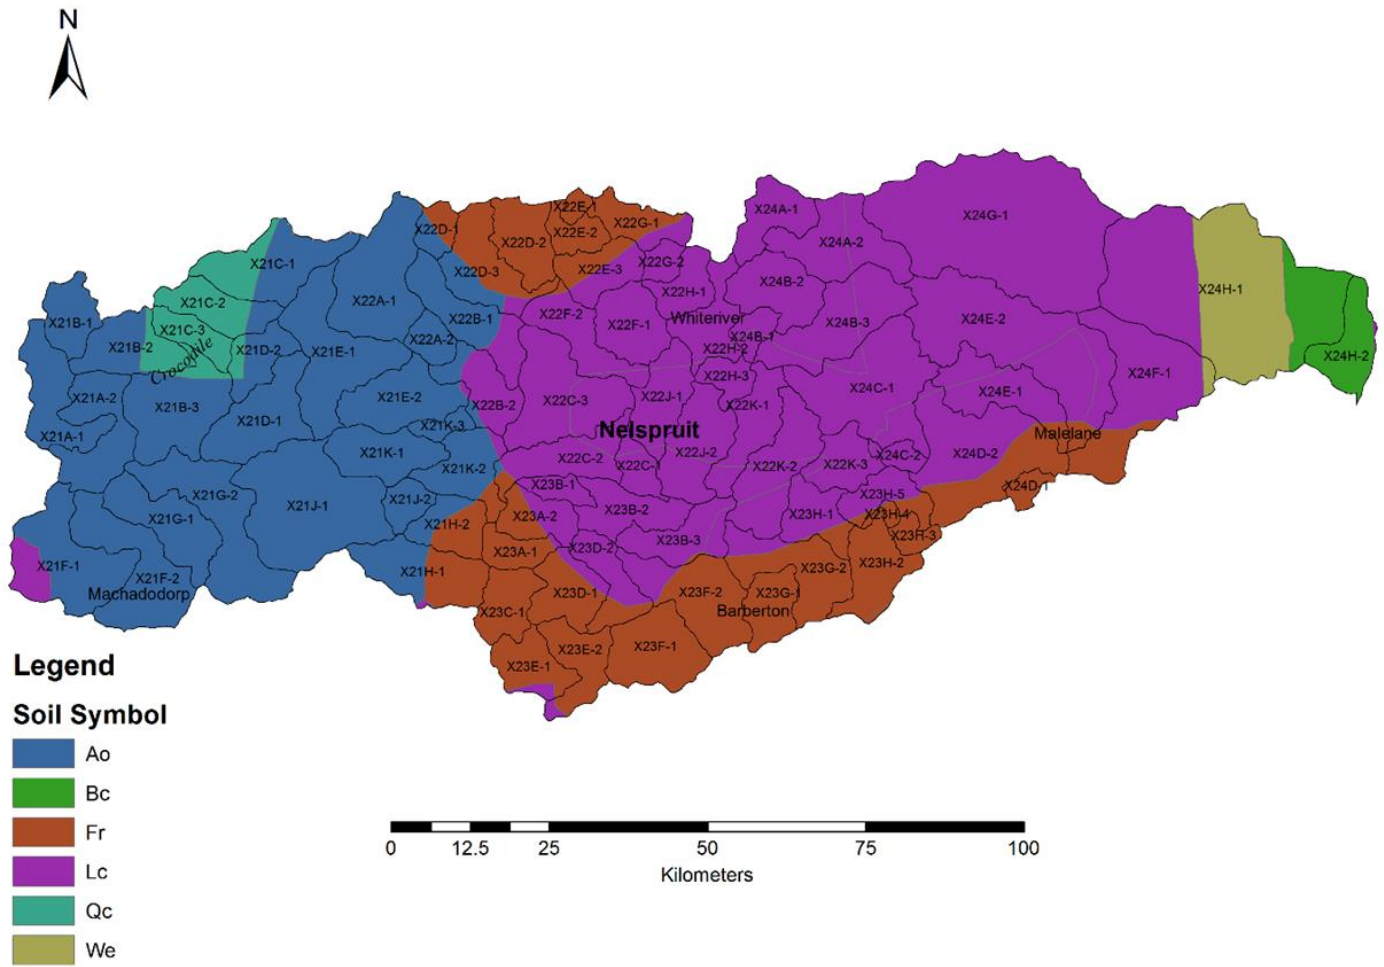 N
X24A-1
X24G-1
X22E-1
X22G-1
X22D-1
X22D-2
X22E-2
X24A-2
X21C-1
X22D-3
X22E-3
X22G-2
X24B-2
X24H-1
X21C-2
X22A-1
X22H-1
X21B-1
X21C-3
X22B-1
X22F-2
X22F-1
Whiteriver
X24B-3
X24E-2
X21B-2
Crocodile
X21D-2
X21E-1
X22A-2
X24B-1
X22H-2
X24H-2
X22H-3
X24F-1
X21A-2
X21B-3
X21E-2
X22B-2
X22C-3
X22J-1
X22K-1
X24C-1
X24E-1
X21A-1
X21D-1
X21K-3
Nelspruit
Malelane
X21K-1
X21K-2
X22C-2
X22C-1
X22J-2
X22K-2
X22K-3
X24C-2
X24D-2
X21G-2
X21J-1
X21J-2
X23B-1
X23H-5
X24D-1
X21G-1
X21H-2
X23A-2
X23B-2
X23H-1
X23H-4
X23A-1
X23D-2
X23B-3
X23H-3
X21F-1
X21F-2
X21H-1
X23G-2
X23H-2
Machadodorp
X23C-1
X23D-1
X23F-2
X23G-1
Barberton
X23E-1
X23E-2
X23F-1
Legend
Soil Symbol
Ao
Bc
Fr
Lc
Qc
We
0 12.5 25 50 75 100
Kilometers